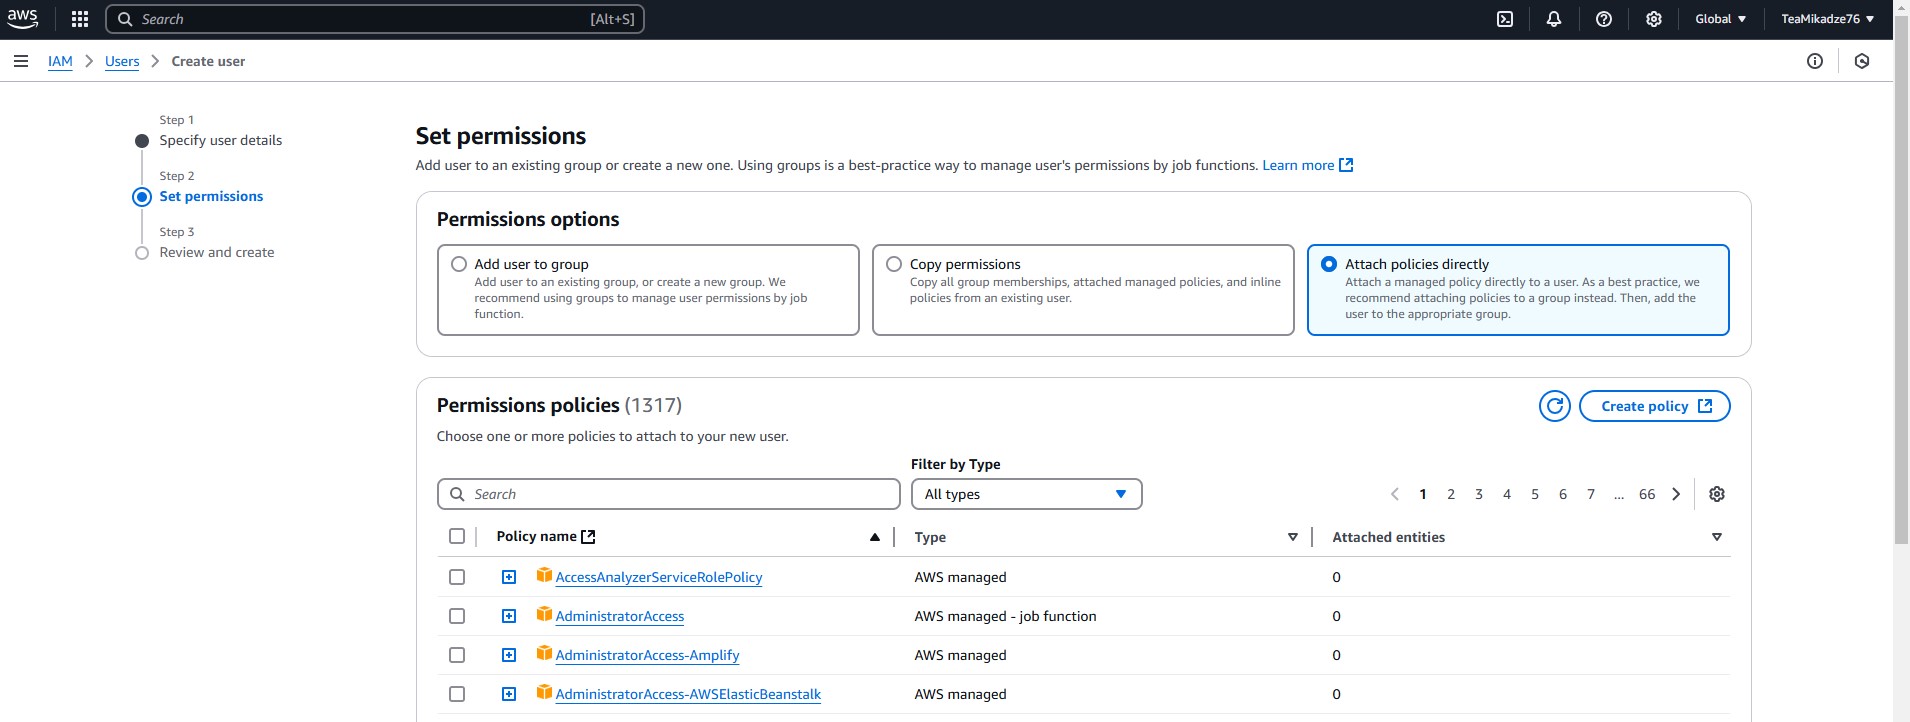 aws
Search [Alt+S]
Global
TeaMikadze76
IAM > Users > Create user
Step 1
Specify user details
Step 2
Set permissions
Step 3
Review and create
Set permissions
Add user to an existing group or create a new one. Using groups is a best-practice way to manage user's permissions by job functions. Learn more
Permissions options
Add user to group
Add user to an existing group, or create a new group. We
recommend using groups to manage user permissions by job
function.
Copy permissions
Copy all group memberships, attached managed policies, and inline
policies from an existing user.
Attach policies directly
Attach a managed policy directly to a user. As a best practice, we
recommend attaching policies to a group instead. Then, add the
user to the appropriate group.
Permissions policies (1317)
Create policy
Choose one or more policies to attach to your new user.
Filter by Type
Search
All types
1 2 3 4 5 6 7 ... 66
Policy name Type Attached entities
AccessAnalyzerServiceRolePolicy AWS managed 0
AdministratorAccess AWS managed - job function 0
AdministratorAccess-Amplify AWS managed 0
AdministratorAccess-AWSElasticBeanstalk AWS managed 0